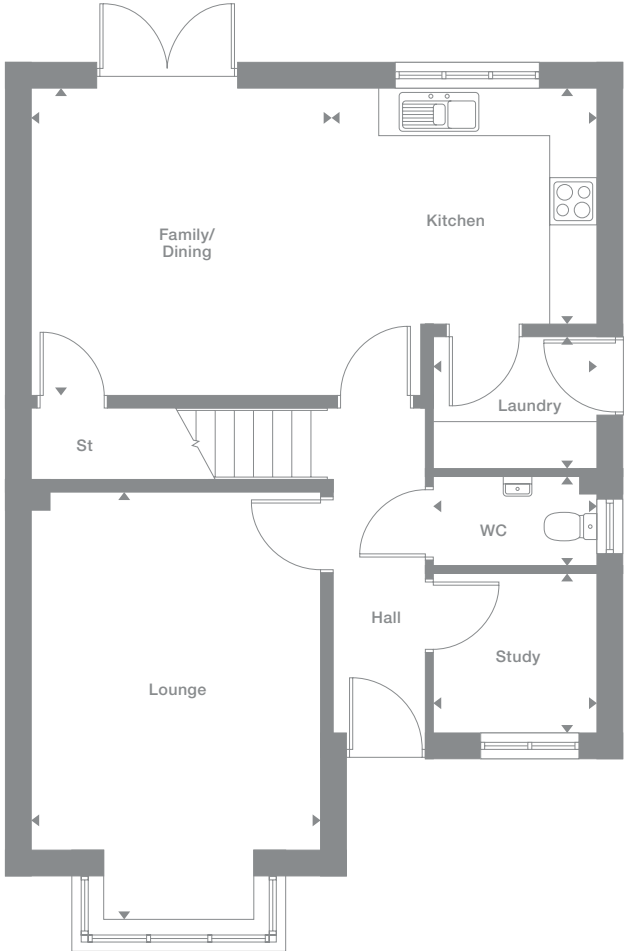 Family/
Dining
Kitchen
Laundry
St
WC
Hall
Study
Lounge